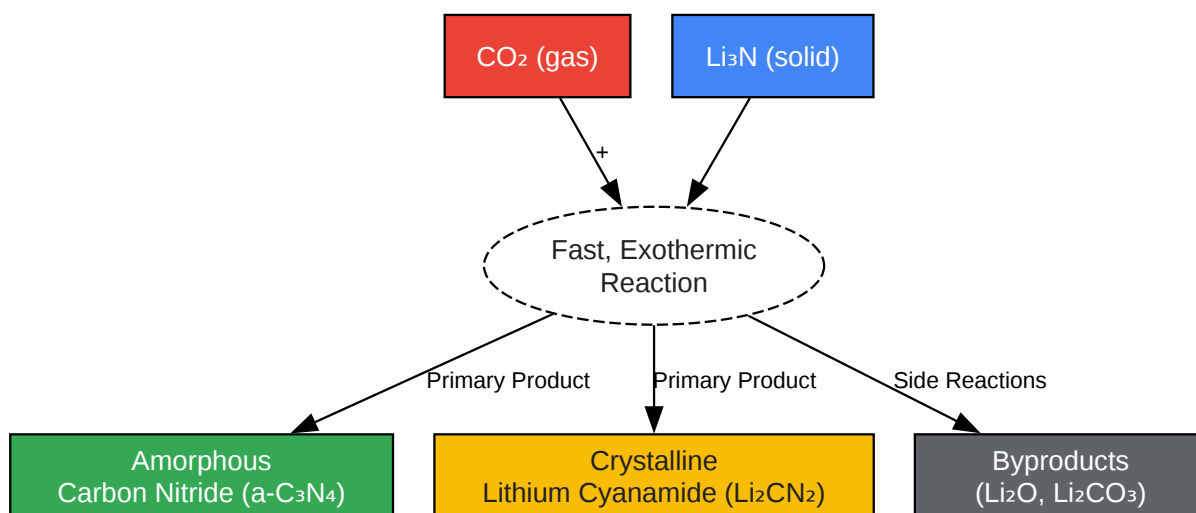 CO₂ (gas)
Li₃N (solid)
+
Fast, Exothermic
Reaction
Primary Product
Primary Product
Side Reactions
Amorphous
Carbon Nitride (a-C₃N₄)
Crystalline
Lithium Cyanamide (Li₂CN₂)
Byproducts
(Li₂O, Li₂CO₃)